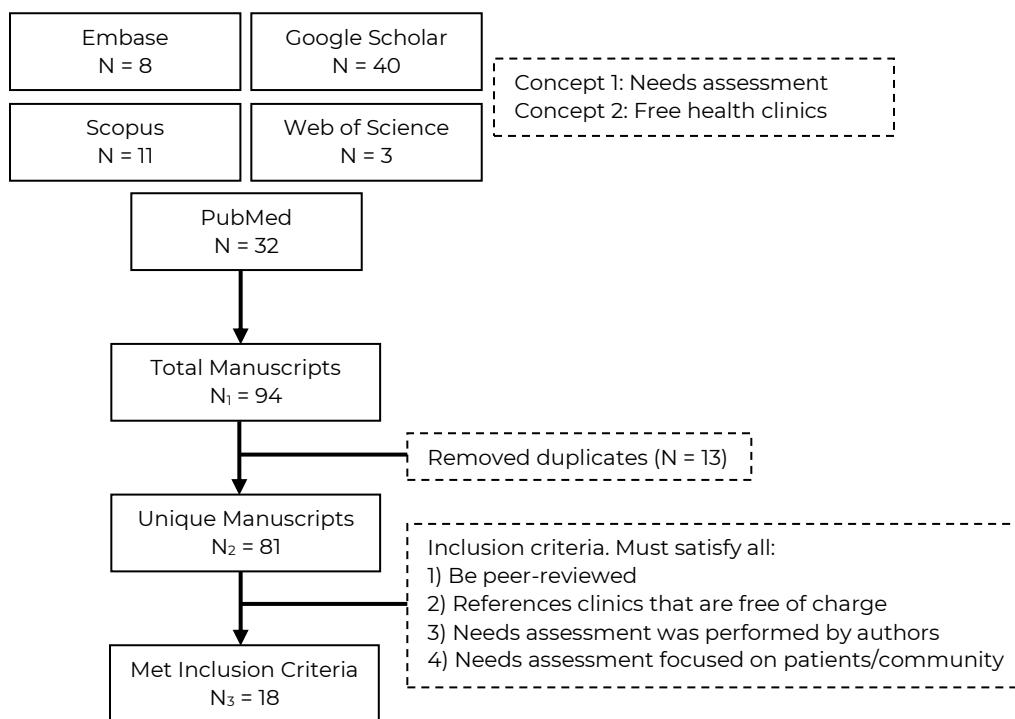 Embase
N = 8
Google Scholar
N = 40
Concept 1: Needs assessment
Concept 2: Free health clinics
Scopus
N = 11
Web of Science
N = 3
PubMed
N = 32
Total Manuscripts
N₁ = 94
Removed duplicates (N = 13)
Unique Manuscripts
N₂ = 81
Inclusion criteria. Must satisfy all:
1) Be peer-reviewed
2) References clinics that are free of charge
3) Needs assessment was performed by authors
4) Needs assessment focused on patients/community
Met Inclusion Criteria
N₃ = 18